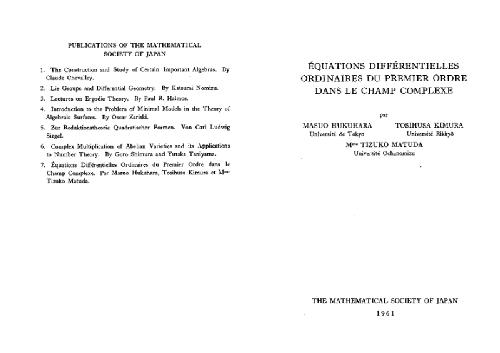 PUBLICATIONS OF THE MATHEMATICAL
SOCIETY OF JAPAN
1. The Construction and Study of Certain Important Algebras. By
Claude Chevalley.
2. Lie Groups and Differential Geometry. By Katsumi Nomizu.
3. Lectures on Ergodic Theory. By Paul R. Halmos.
4. Introduction to the Problem of Minimal Models in the Theory of
Algebraic Surfaces. By Oscar Zariski.
5. Zur Reduktionstheorie Quadratischer Formen. Von Carl Ludwig
Siegel.
6. Complex Multiplication of Abelian Varieties and its Applications
to Number Theory. By Goro Shimura and Yutaka Taniyama.
7. Équations Différentielles Ordinaires du Premier Ordre dans le
Champ Complexe. Par Masuo Hukuhara, Tosihusa Kimura et Mme
Tizuko Matuda.
ÉQUATIONS DIFFÉRENTIELLES
ORDINAIRES DU PREMIER ORDRE
DANS LE CHAMP COMPLEXE
par
MASUO HUKUHARA TOSIHUSA KIMURA
Université de Tokyo Université Rikkyô
Mme TIZUKO MATUDA
Université Ochanomizu
THE MATHEMATICAL SOCIETY OF JAPAN
1961